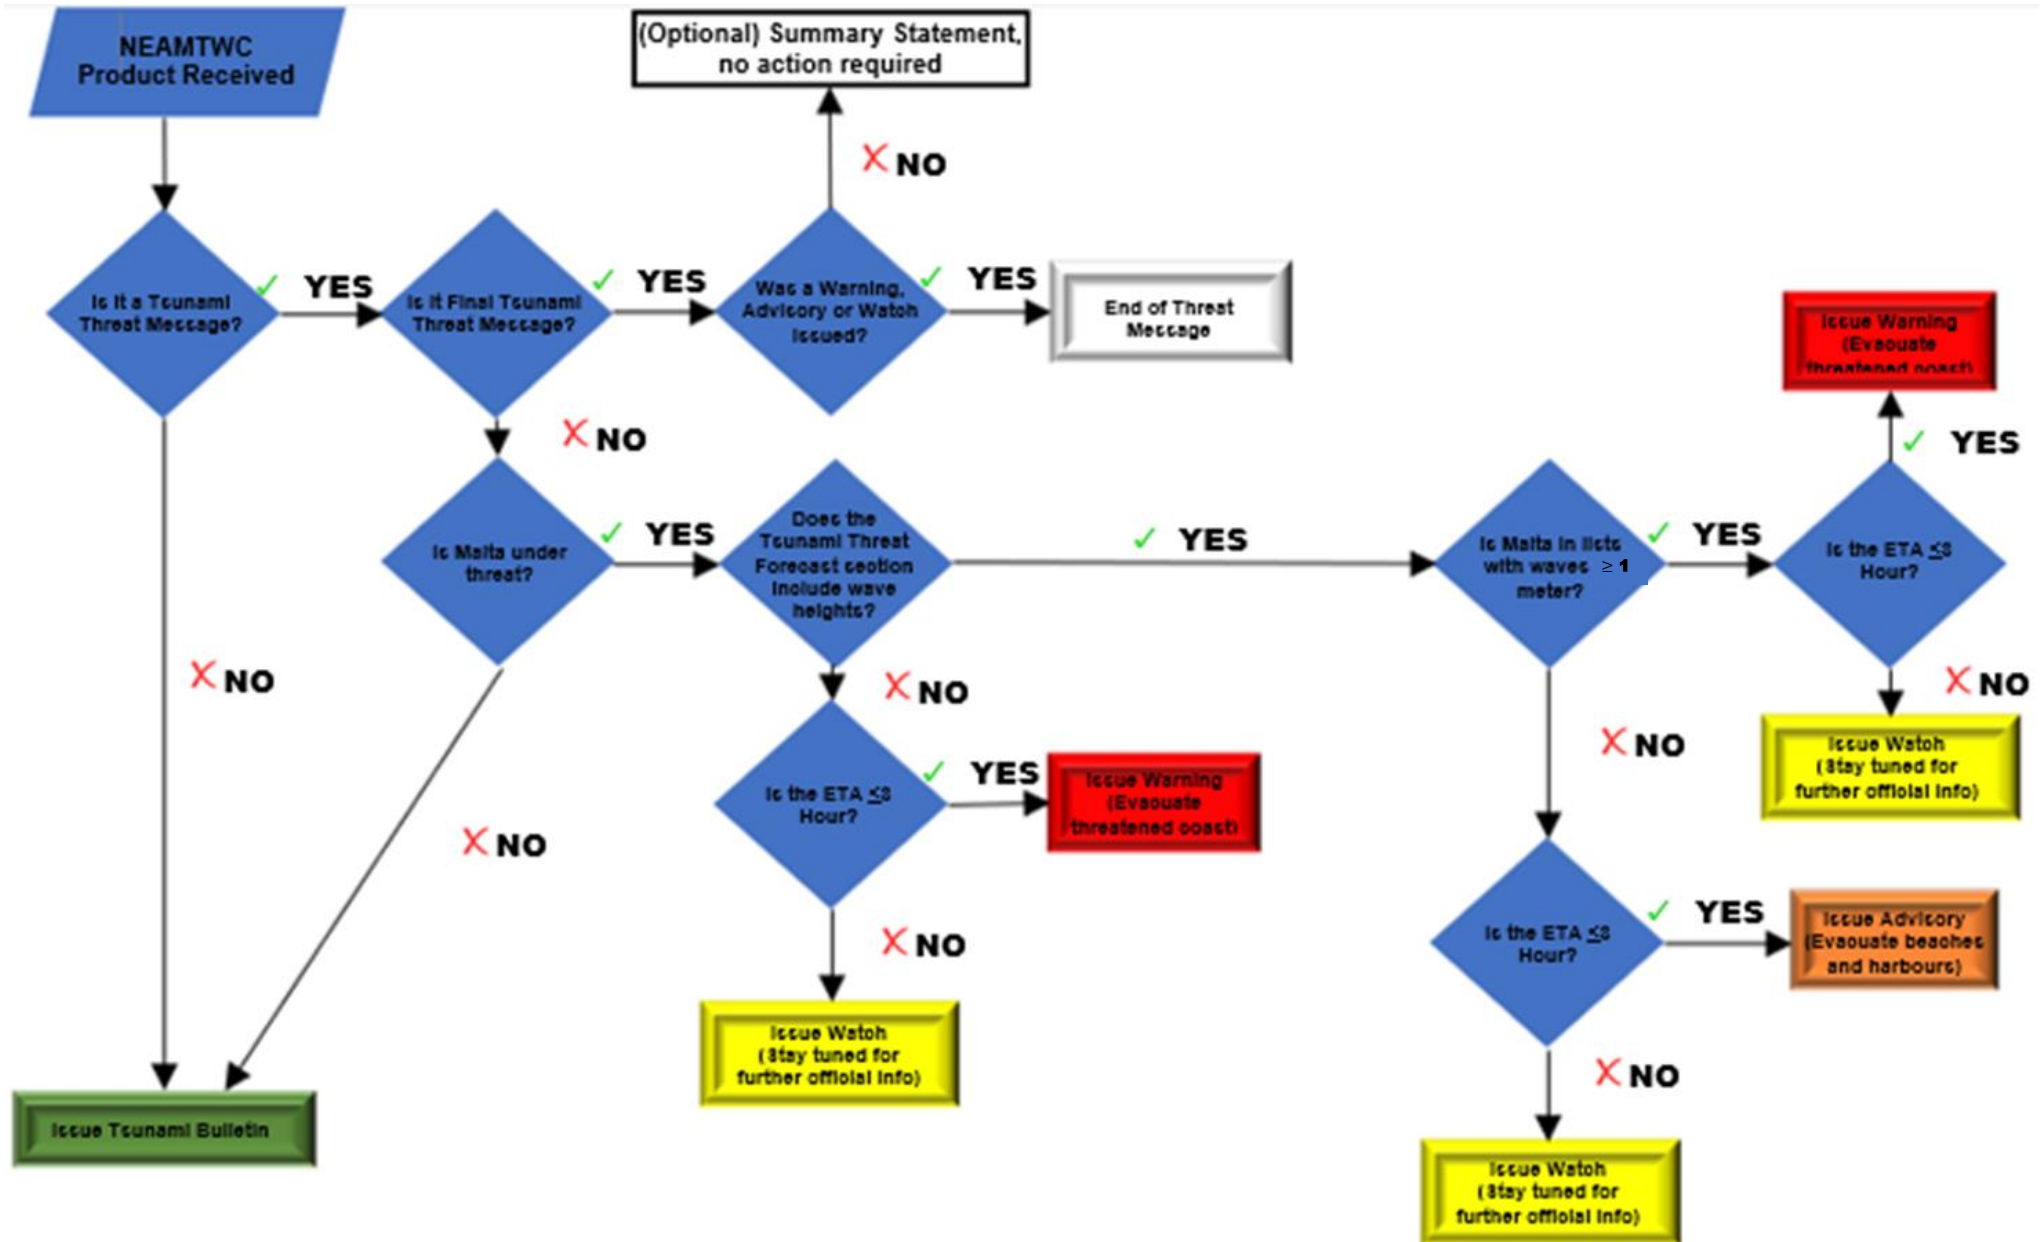 NEAMTWC
Product Received
(Optional) Summary Statement,
no action required
NO
Is It a Tsunami
Threat Message?
YES
Is It Final Tsunami
Threat Message?
YES
Was a Warning,
Advisory or Watch
Issued?
YES
End of Threat
Message
Issue Warning
(Evacuate
threatened coast)
YES
NO
Is Malta under
threat?
YES
Does the
Tsunami Threat
Forecast section
Include wave
heights?
YES
Is Malta in lists
with waves ≥ 1
meter?
YES
Is the ETA ≤3
Hour?
NO
NO
NO
NO
Issue Watch
(Stay tuned for
further official Info)
Is the ETA ≤3
Hour?
YES
Issue Warning
(Evacuate
threatened coast)
NO
NO
Issue Watch
(Stay tuned for
further official Info)
Is the ETA ≤3
Hour?
YES
Issue Advisory
(Evacuate beaches
and harbours)
NO
Issue Tsunami Bulletin
Issue Watch
(Stay tuned for
further official Info)